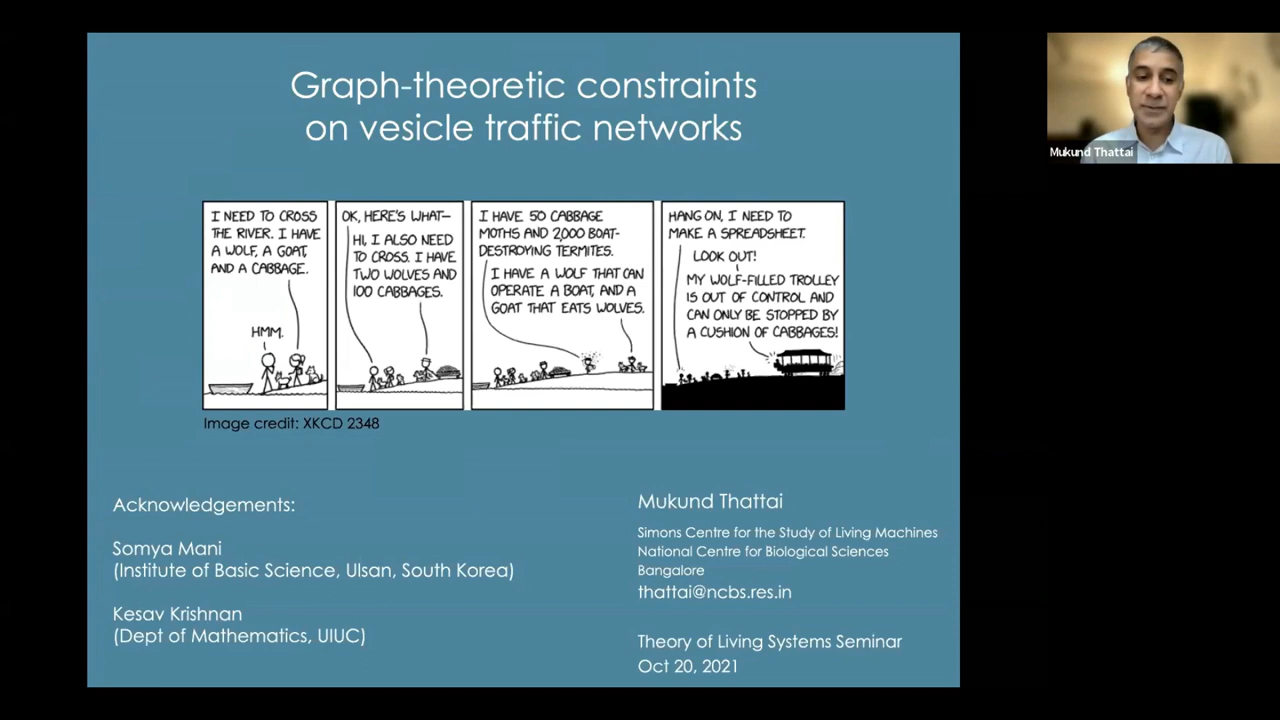 Graph-theoretic constraints
on vesicle traffic networks
I NEED TO CROSS
THE RIVER. I HAVE
A WOLF, A GOAT,
AND A CABBAGE.
HMM.
OK, HERE'S WHAT—
HI, I ALSO NEED
TO CROSS. I HAVE
TWO WOLVES AND
100 CABBAGES.
I HAVE 50 CABBAGE
MOTHS AND 2,000 BOAT-
DESTROYING TERMITES.
I HAVE A WOLF THAT CAN
OPERATE A BOAT, AND A
GOAT THAT EATS WOLVES.
HANG ON, I NEED TO
MAKE A SPREADSHEET.
LOOK OUT!
MY WOLF-FILLED TROLLEY
IS OUT OF CONTROL AND
CAN ONLY BE STOPPED BY
A CUSHION OF CABBAGES!
Image credit: XKCD 2348
Acknowledgements:
Somya Mani
(Institute of Basic Science, Ulsan, South Korea)
Kesav Krishnan
(Dept of Mathematics, UIUC)
Mukund Thattai
Simons Centre for the Study of Living Machines
National Centre for Biological Sciences
Bangalore
thattai@ncbs.res.in
Theory of Living Systems Seminar
Oct 20, 2021
Mukund Thattai